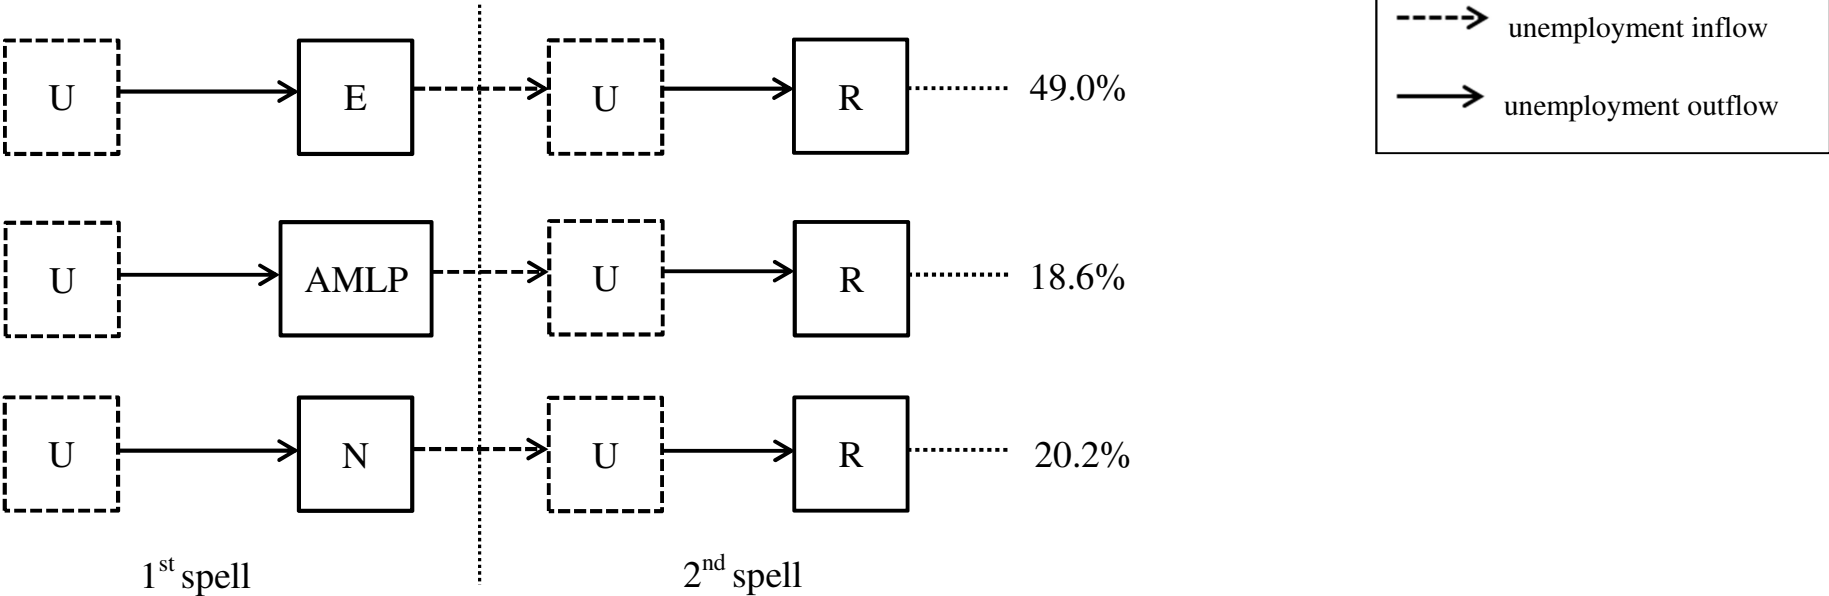 unemployment inflow
U E U R 49.0%
unemployment outflow
U AMLP U R 18.6%
U N U R 20.2%
1st spell 2nd spell